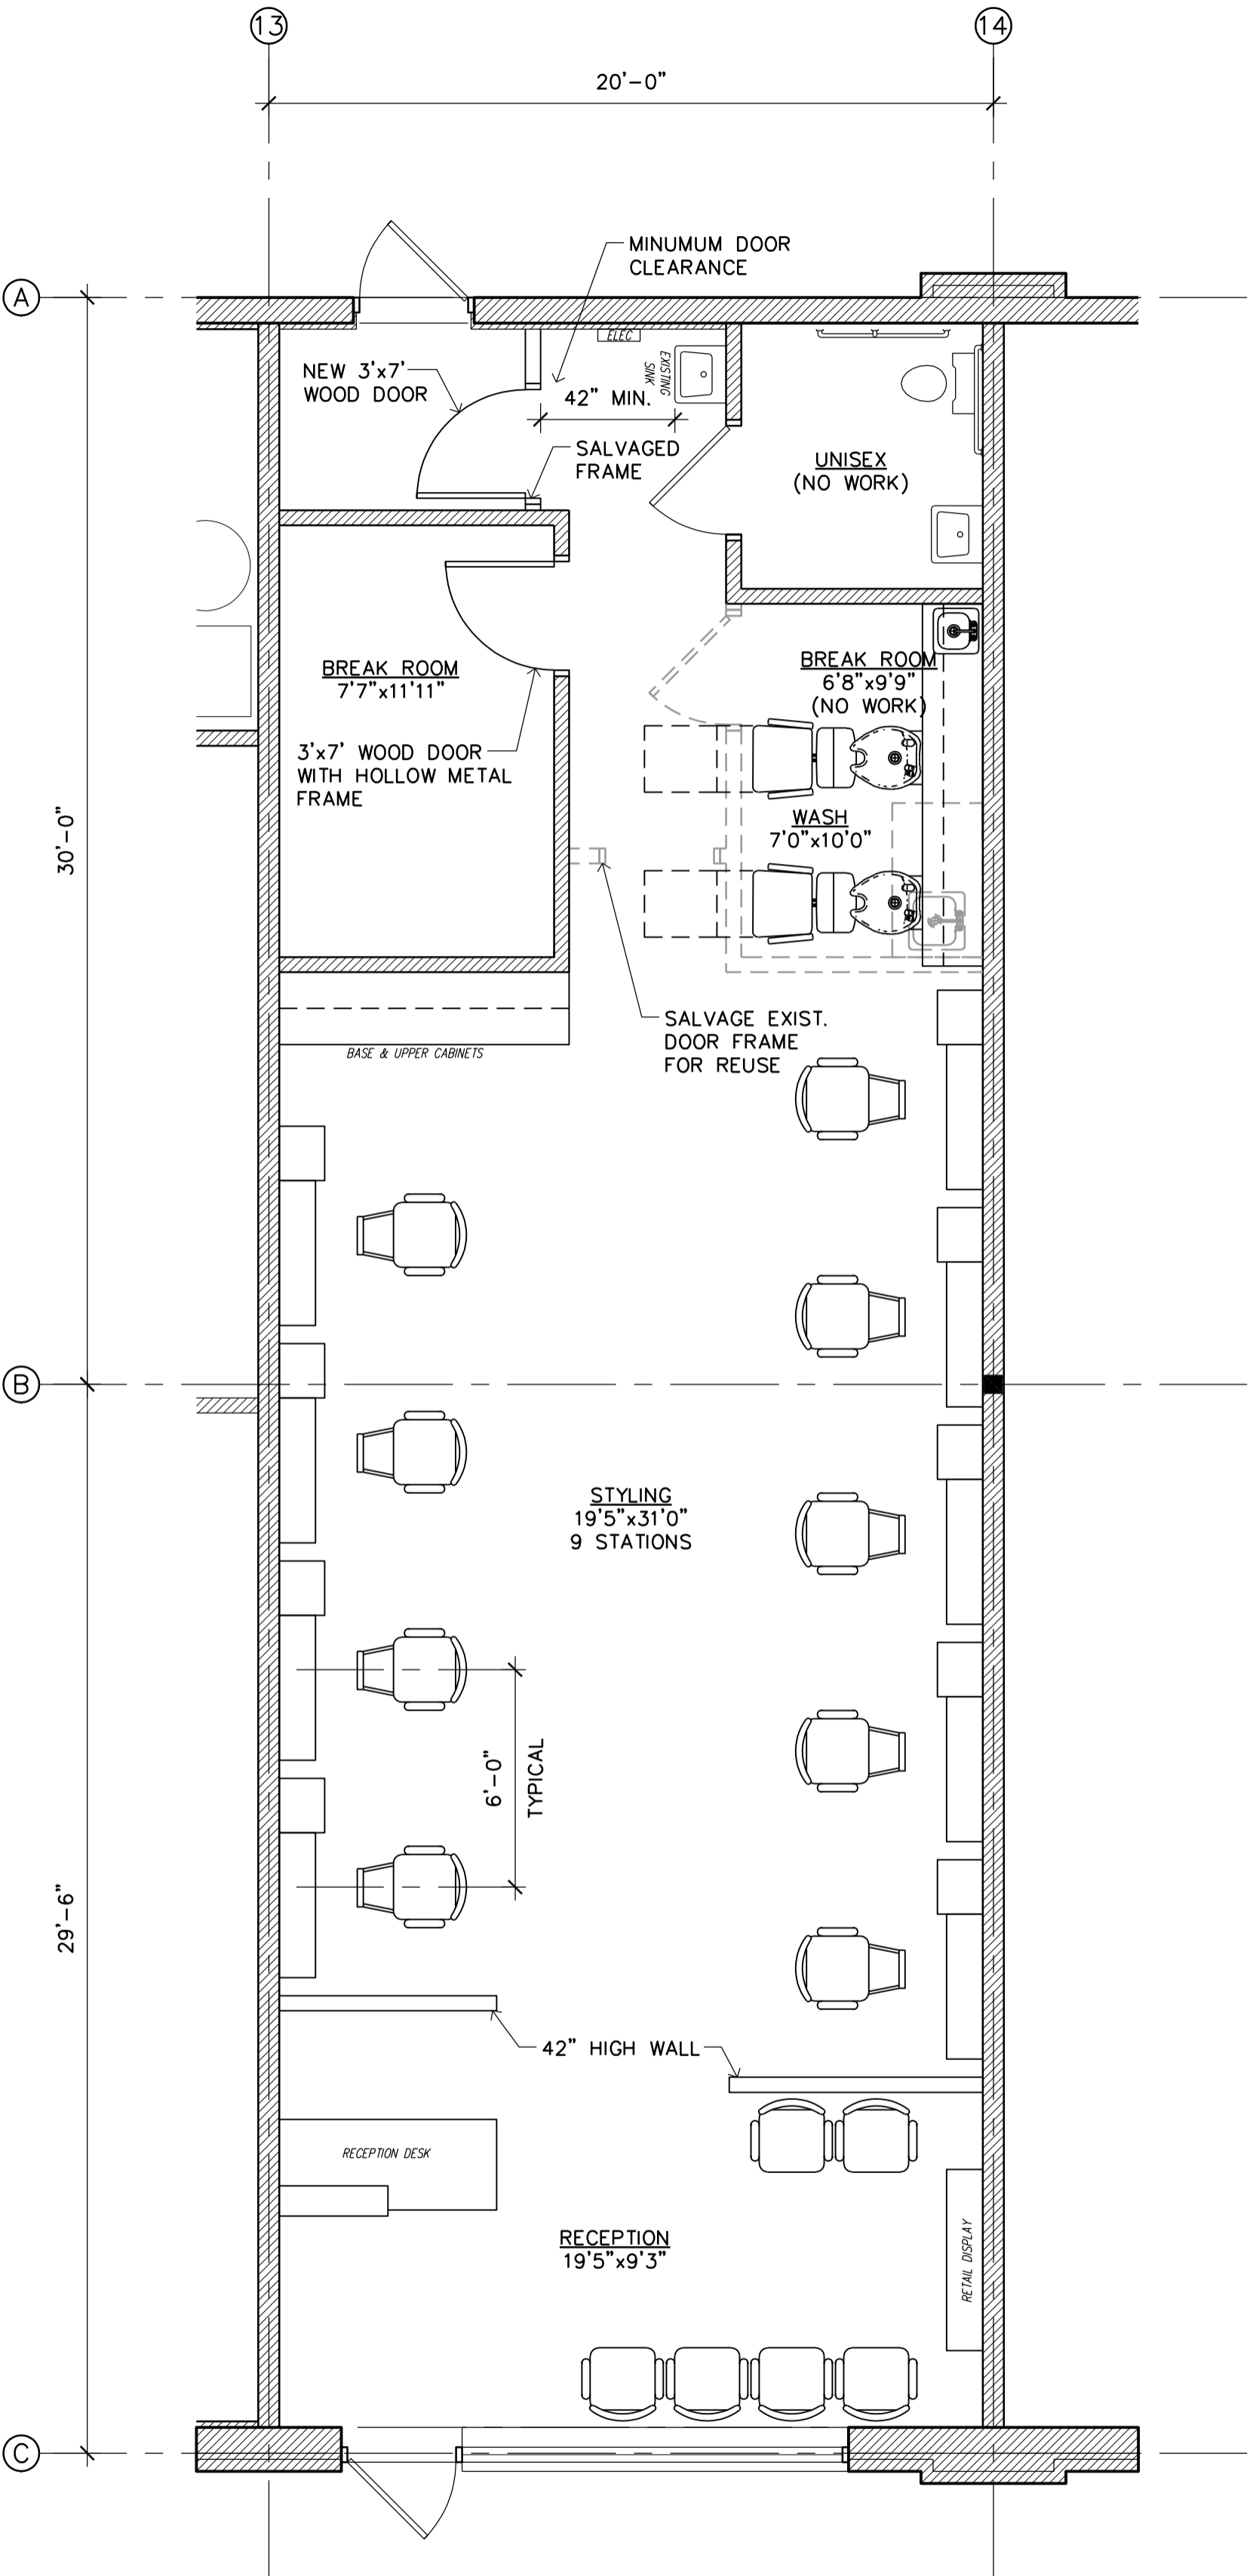 13
14
20'-0"
MINUMUM DOOR
CLEARANCE
A
ELEC
NEW 3'x7'
WOOD DOOR
EXISTING
SINK
42" MIN.
SALVAGED
FRAME
UNISEX
(NO WORK)
BREAK ROOM
7'7"x11'11"
BREAK ROOM
6'8"x9'9"
(NO WORK)
3'x7' WOOD DOOR
WITH HOLLOW METAL
FRAME
WASH
7'0"x10'0"
30'-0"
SALVAGE EXIST.
DOOR FRAME
FOR REUSE
BASE & UPPER CABINETS
B
STYLING
19'5"x31'0"
9 STATIONS
6'-0"
TYPICAL
29'-6"
42" HIGH WALL
RECEPTION DESK
RECEPTION
19'5"x9'3"
RETAIL DISPLAY
C